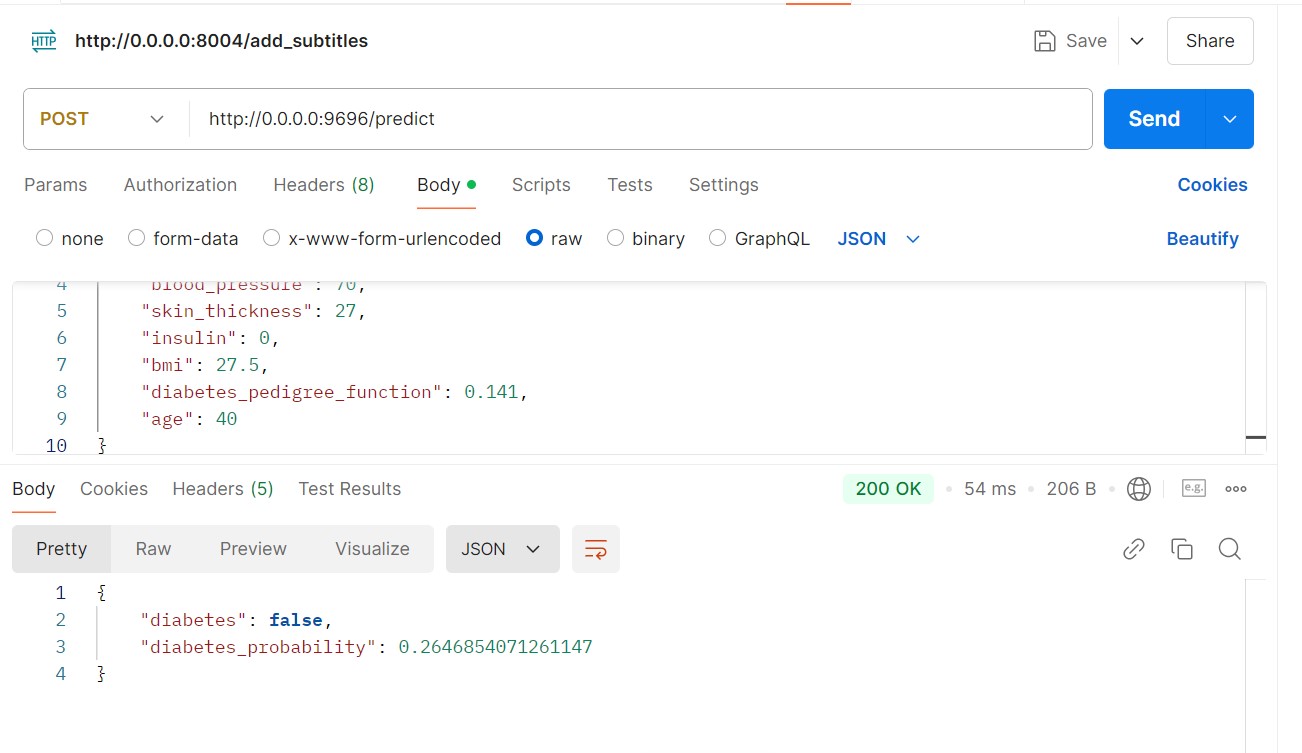 HTTP http://0.0.0.0:8004/add_subtitles Save Share
POST http://0.0.0.0:9696/predict Send
Params Authorization Headers (8) Body Scripts Tests Settings Cookies
none form-data x-www-form-urlencoded raw binary GraphQL JSON Beautify
4 "blood_pressure": 70,
5 "skin_thickness": 27,
6 "insulin": 0,
7 "bmi": 27.5,
8 "diabetes_pedigree_function": 0.141,
9 "age": 40
10 }
Body Cookies Headers (5) Test Results 200 OK • 54 ms • 206 B • e.g.
Pretty Raw Preview Visualize JSON
1 {
2 "diabetes": false,
3 "diabetes_probability": 0.2646854071261147
4 }